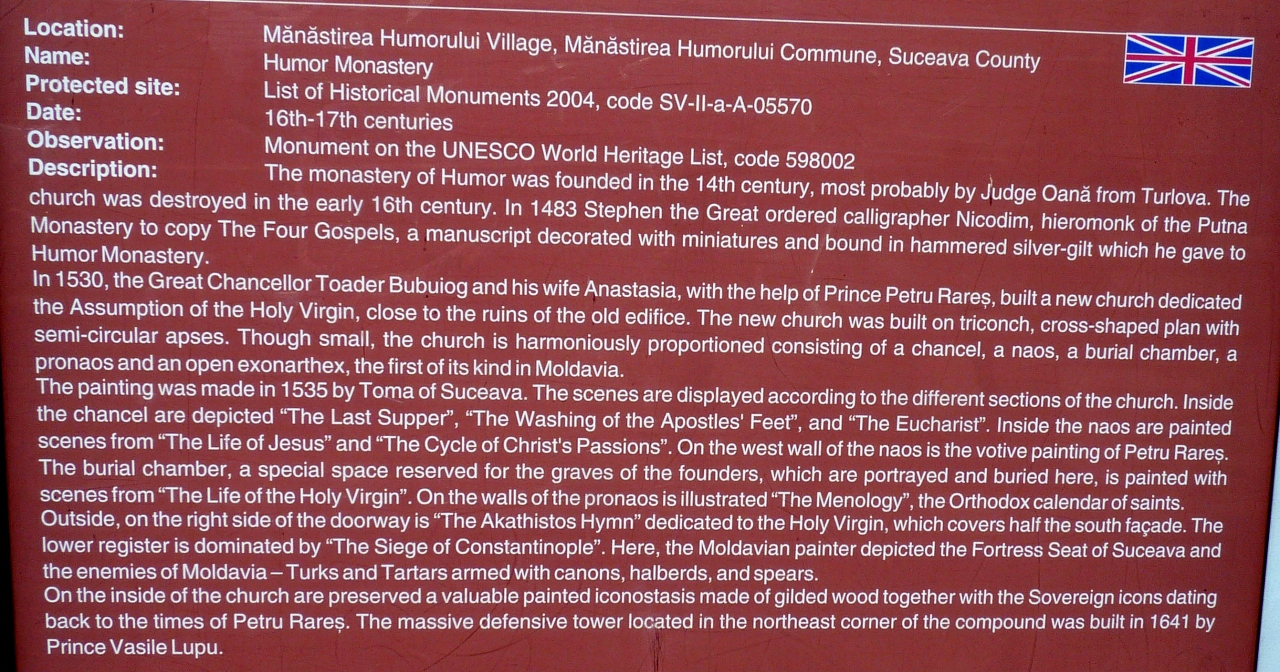 Location: Mănăstirea Humorului Village, Mănăstirea Humorului Commune, Suceava County
Name: Humor Monastery
Protected site: List of Historical Monuments 2004, code SV-II-a-A-05570
Date: 16th-17th centuries
Observation: Monument on the UNESCO World Heritage List, code 598002
Description: The monastery of Humor was founded in the 14th century, most probably by Judge Oană from Turlova. The
church was destroyed in the early 16th century. In 1483 Stephen the Great ordered calligrapher Nicodim, hieromonk of the Putna
Monastery to copy The Four Gospels, a manuscript decorated with miniatures and bound in hammered silver-gilt which he gave to
Humor Monastery.
In 1530, the Great Chancellor Toader Bubuiog and his wife Anastasia, with the help of Prince Petru Rareș, built a new church dedicated
the Assumption of the Holy Virgin, close to the ruins of the old edifice. The new church was built on triconch, cross-shaped plan with
semi-circular apses. Though small, the church is harmoniously proportioned consisting of a chancel, a naos, a burial chamber, a
pronaos and an open exonarthex, the first of its kind in Moldavia.
The painting was made in 1535 by Toma of Suceava. The scenes are displayed according to the different sections of the church. Inside
the chancel are depicted “The Last Supper”, “The Washing of the Apostles' Feet”, and “The Eucharist”. Inside the naos are painted
scenes from “The Life of Jesus” and “The Cycle of Christ's Passions”. On the west wall of the naos is the votive painting of Petru Rareș.
The burial chamber, a special space reserved for the graves of the founders, which are portrayed and buried here, is painted with
scenes from “The Life of the Holy Virgin”. On the walls of the pronaos is illustrated “The Menology”, the Orthodox calendar of saints.
Outside, on the right side of the doorway is “The Akathistos Hymn” dedicated to the Holy Virgin, which covers half the south façade. The
lower register is dominated by “The Siege of Constantinople”. Here, the Moldavian painter depicted the Fortress Seat of Suceava and
the enemies of Moldavia – Turks and Tartars armed with canons, halberds, and spears.
On the inside of the church are preserved a valuable painted iconostasis made of gilded wood together with the Sovereign icons dating
back to the times of Petru Rareș. The massive defensive tower located in the northeast corner of the compound was built in 1641 by
Prince Vasile Lupu.